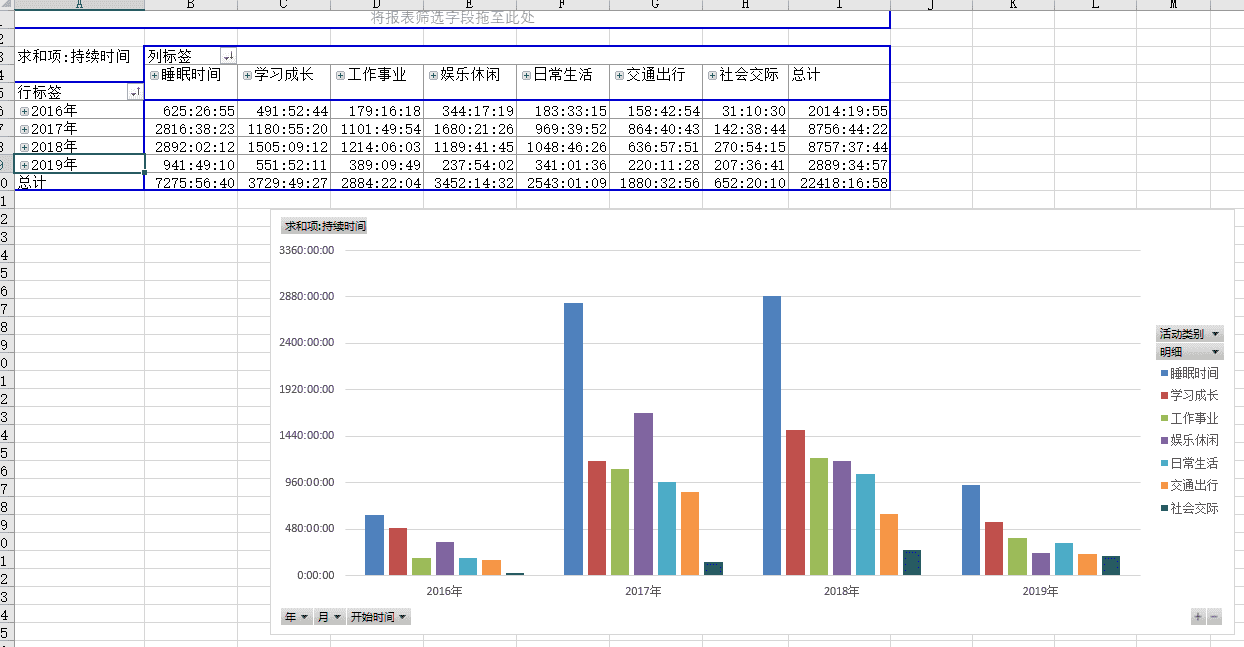 A B C D E F G H I J K L M
将报表筛选字段拖至此处
求和项:持续时间 列标签
睡眠时间 学习成长 工作事业 娱乐休闲 日常生活 交通出行 社会交际 总计
行标签
2016年 625:26:55 491:52:44 179:16:18 344:17:19 183:33:15 158:42:54 31:10:30 2014:19:55
2017年 2816:38:23 1180:55:20 1101:49:54 1680:21:26 969:39:52 864:40:43 142:38:44 8756:44:22
2018年 2892:02:12 1505:09:12 1214:06:03 1189:41:45 1048:46:26 636:57:51 270:54:15 8757:37:44
2019年 941:49:10 551:52:11 389:09:49 237:54:02 341:01:36 220:11:28 207:36:41 2889:34:57
总计 7275:56:40 3729:49:27 2884:22:04 3452:14:32 2543:01:09 1880:32:56 652:20:10 22418:16:58
求和项:持续时间
3360:00:00
2880:00:00
2400:00:00
1920:00:00
1440:00:00
960:00:00
480:00:00
0:00:00
2016年 2017年 2018年 2019年
活动类别
明细
睡眠时间
学习成长
工作事业
娱乐休闲
日常生活
交通出行
社会交际
年 月 开始时间